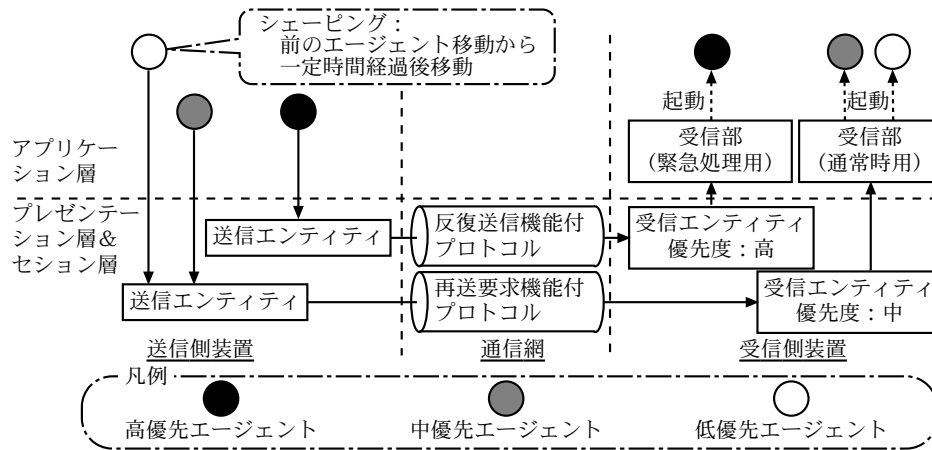 シェーピング：
前のエージェント移動から
一定時間経過後移動
起動
起動
アプリケー
ション層
受信部
（緊急処理用）
受信部
（通常時用）
プレゼンテー
ション層＆
セション層
送信エンティティ
反復送信機能付
プロトコル
受信エンティティ
優先度：高
送信エンティティ
再送要求機能付
プロトコル
受信エンティティ
優先度：中
送信側装置
通信網
受信側装置
凡例
高優先エージェント
中優先エージェント
低優先エージェント